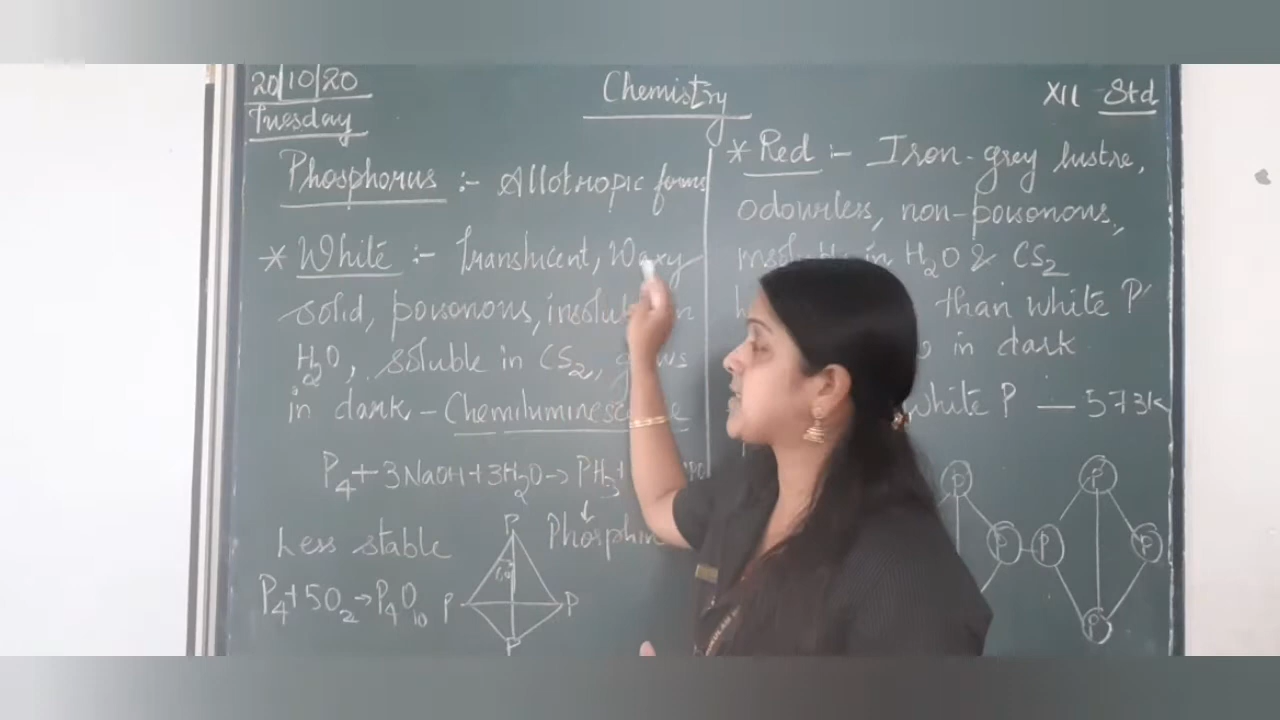 20/10/20
Tuesday
Chemistry
XII Std
Phosphorus :- Allotropic forms
* White :- Translucent, Waxy
solid, poisonous, insolub
H2O, soluble in CS2,
in dark - Chemiluminescence
P4 + 3NaOH + 3H2O → PH3 +
↓
Phosphine
Less stable
P4 + 5O2 → P4O10
P
P
P
P
* Red :- Iron-grey lustre,
odourless, non-poisonous,
in H2O & CS2
than white P
in dark
white P — 573K
P
P
P
P
P
P